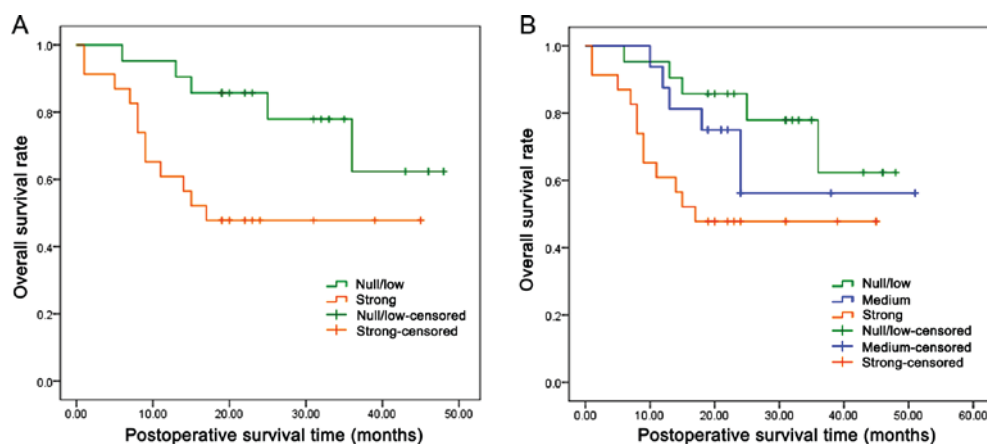 A
Overall survival rate
1.0
0.8
0.6
0.4
0.2
0.0
Null/low
Strong
Null/low-censored
Strong-censored
0.00 10.00 20.00 30.00 40.00 50.00
Postoperative survival time (months)
B
Overall survival rate
1.0
0.8
0.6
0.4
0.2
0.0
Null/low
Medium
Strong
Null/low-censored
Medium-censored
Strong-censored
0.00 10.00 20.00 30.00 40.00 50.00 60.00
Postoperative survival time (months)